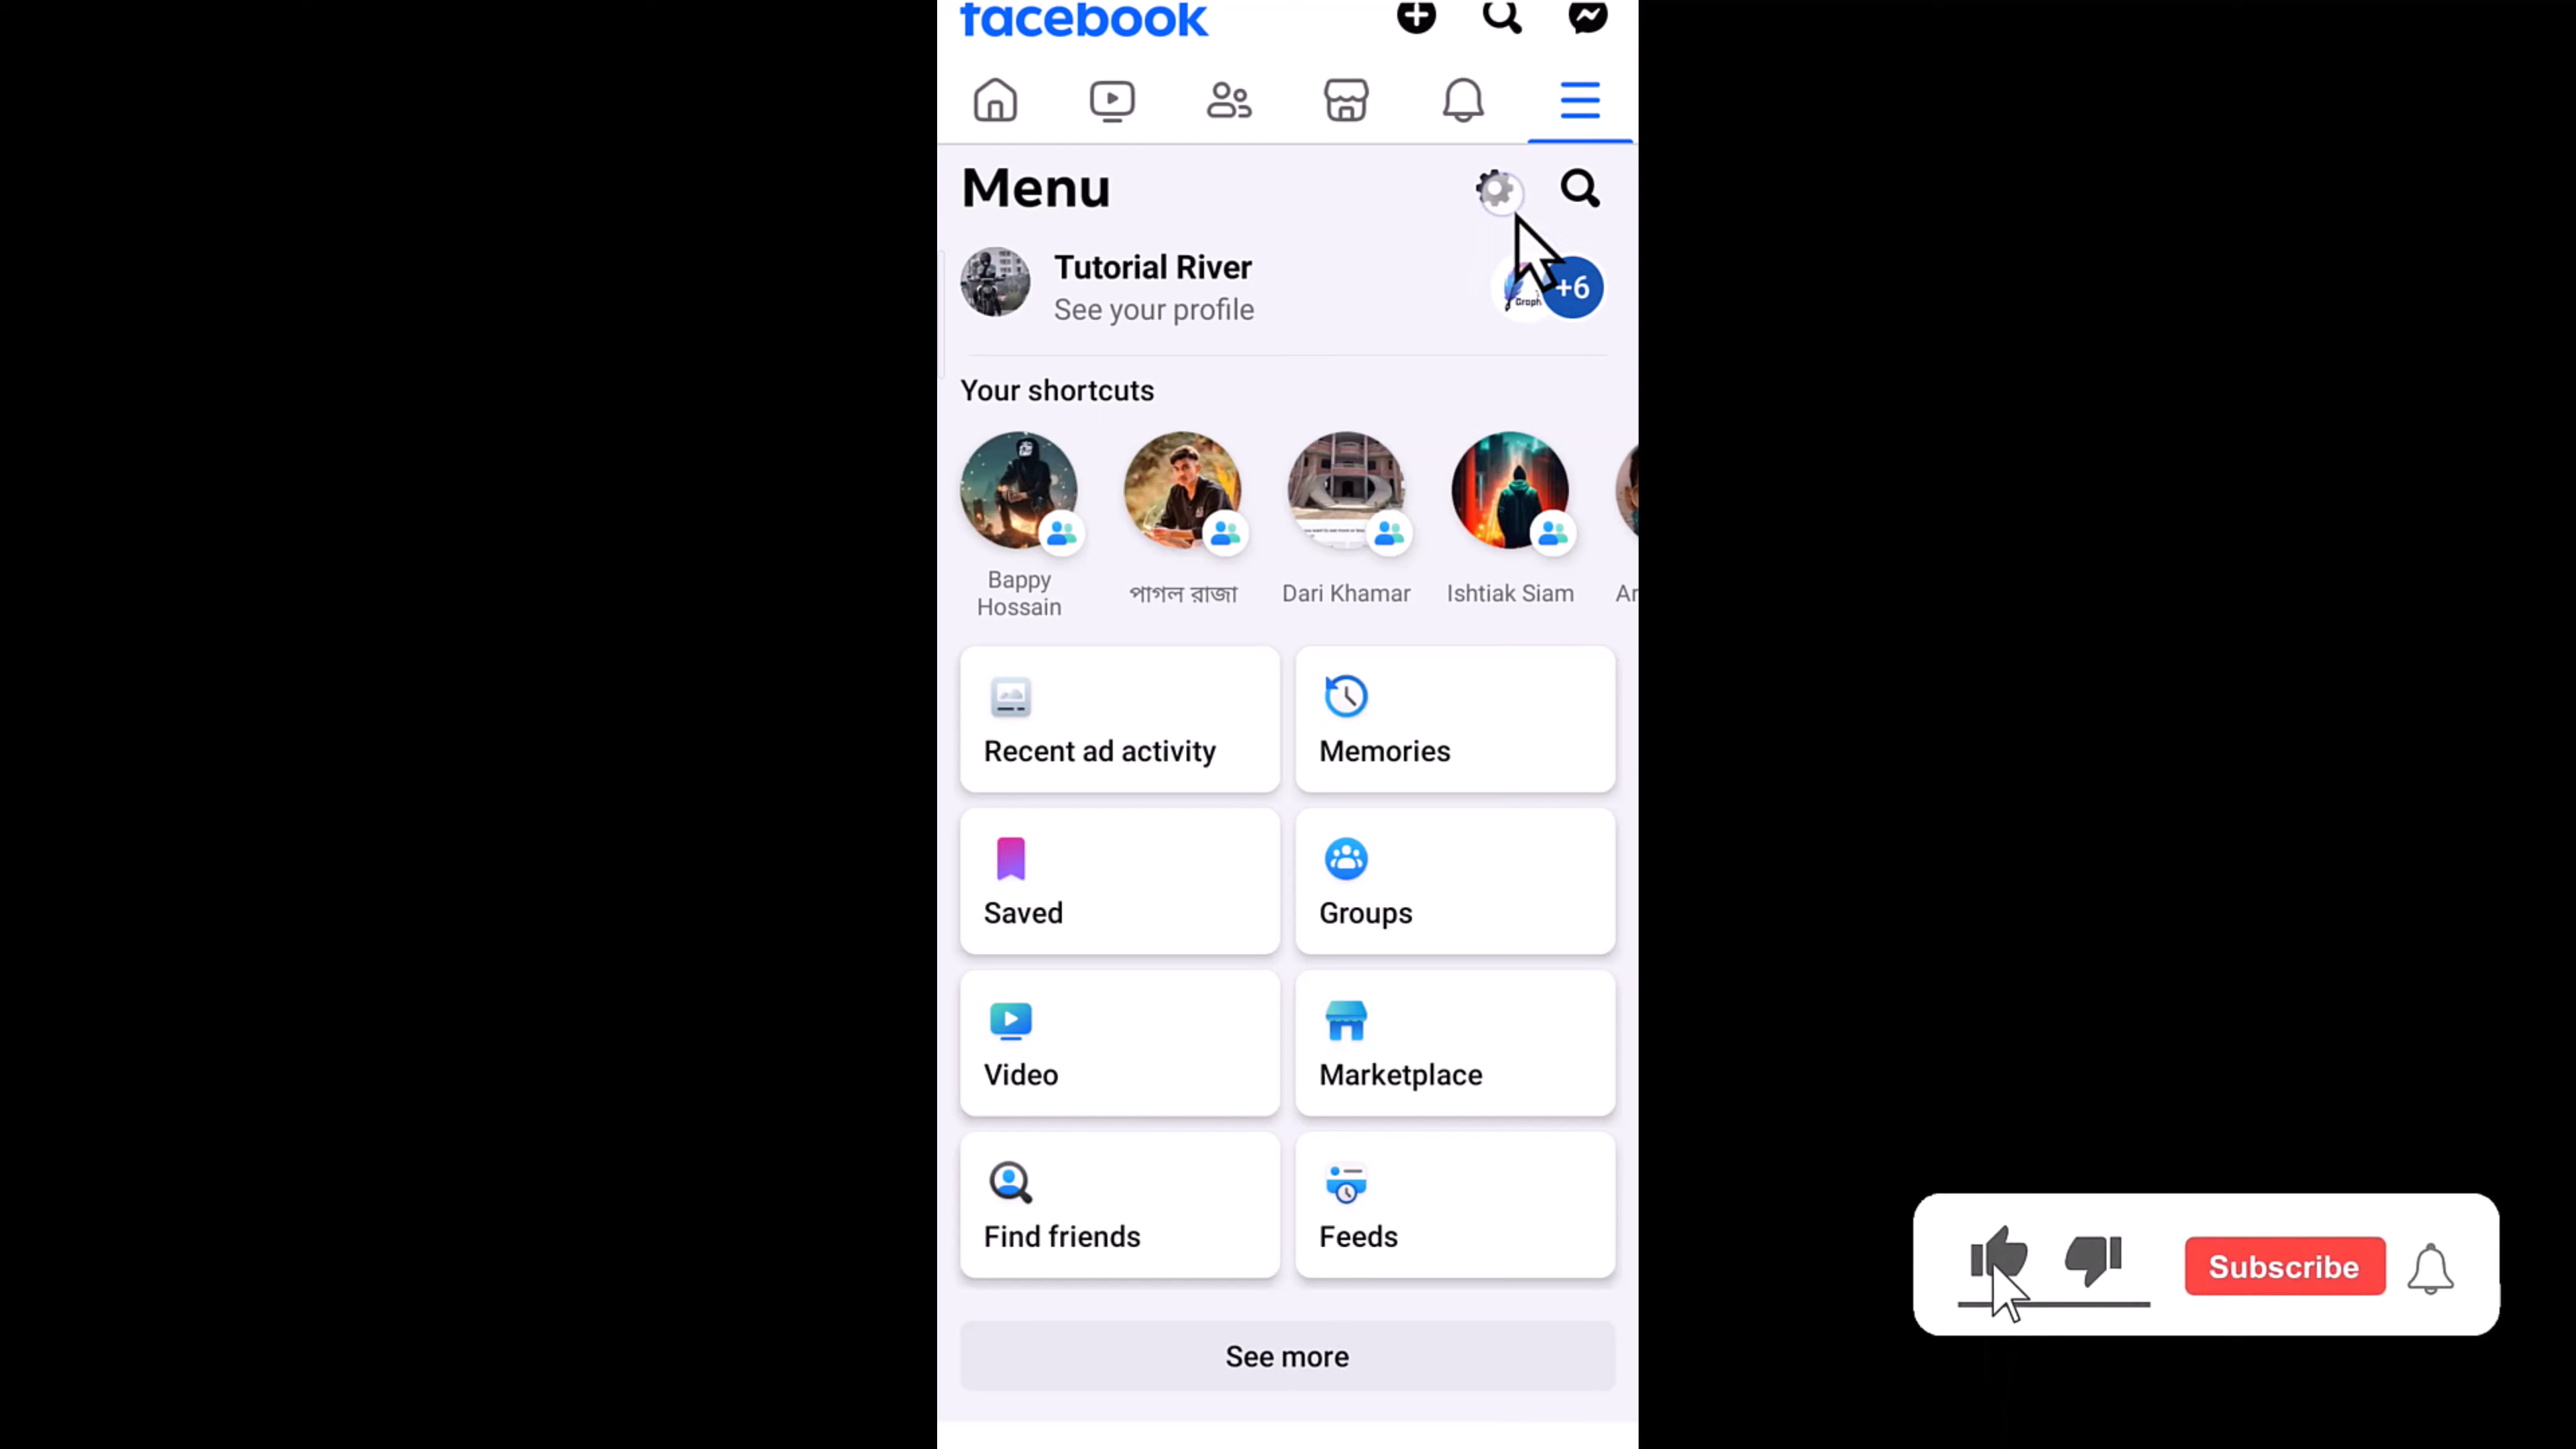 facebook
Menu
Tutorial River
See your profile
Graph
+6
Your shortcuts
Bappy
Hossain
পাগল রাজা
Dari Khamar
Ishtiak Siam
Recent ad activity
Memories
Saved
Groups
Video
Marketplace
Find friends
Feeds
See more
Subscribe